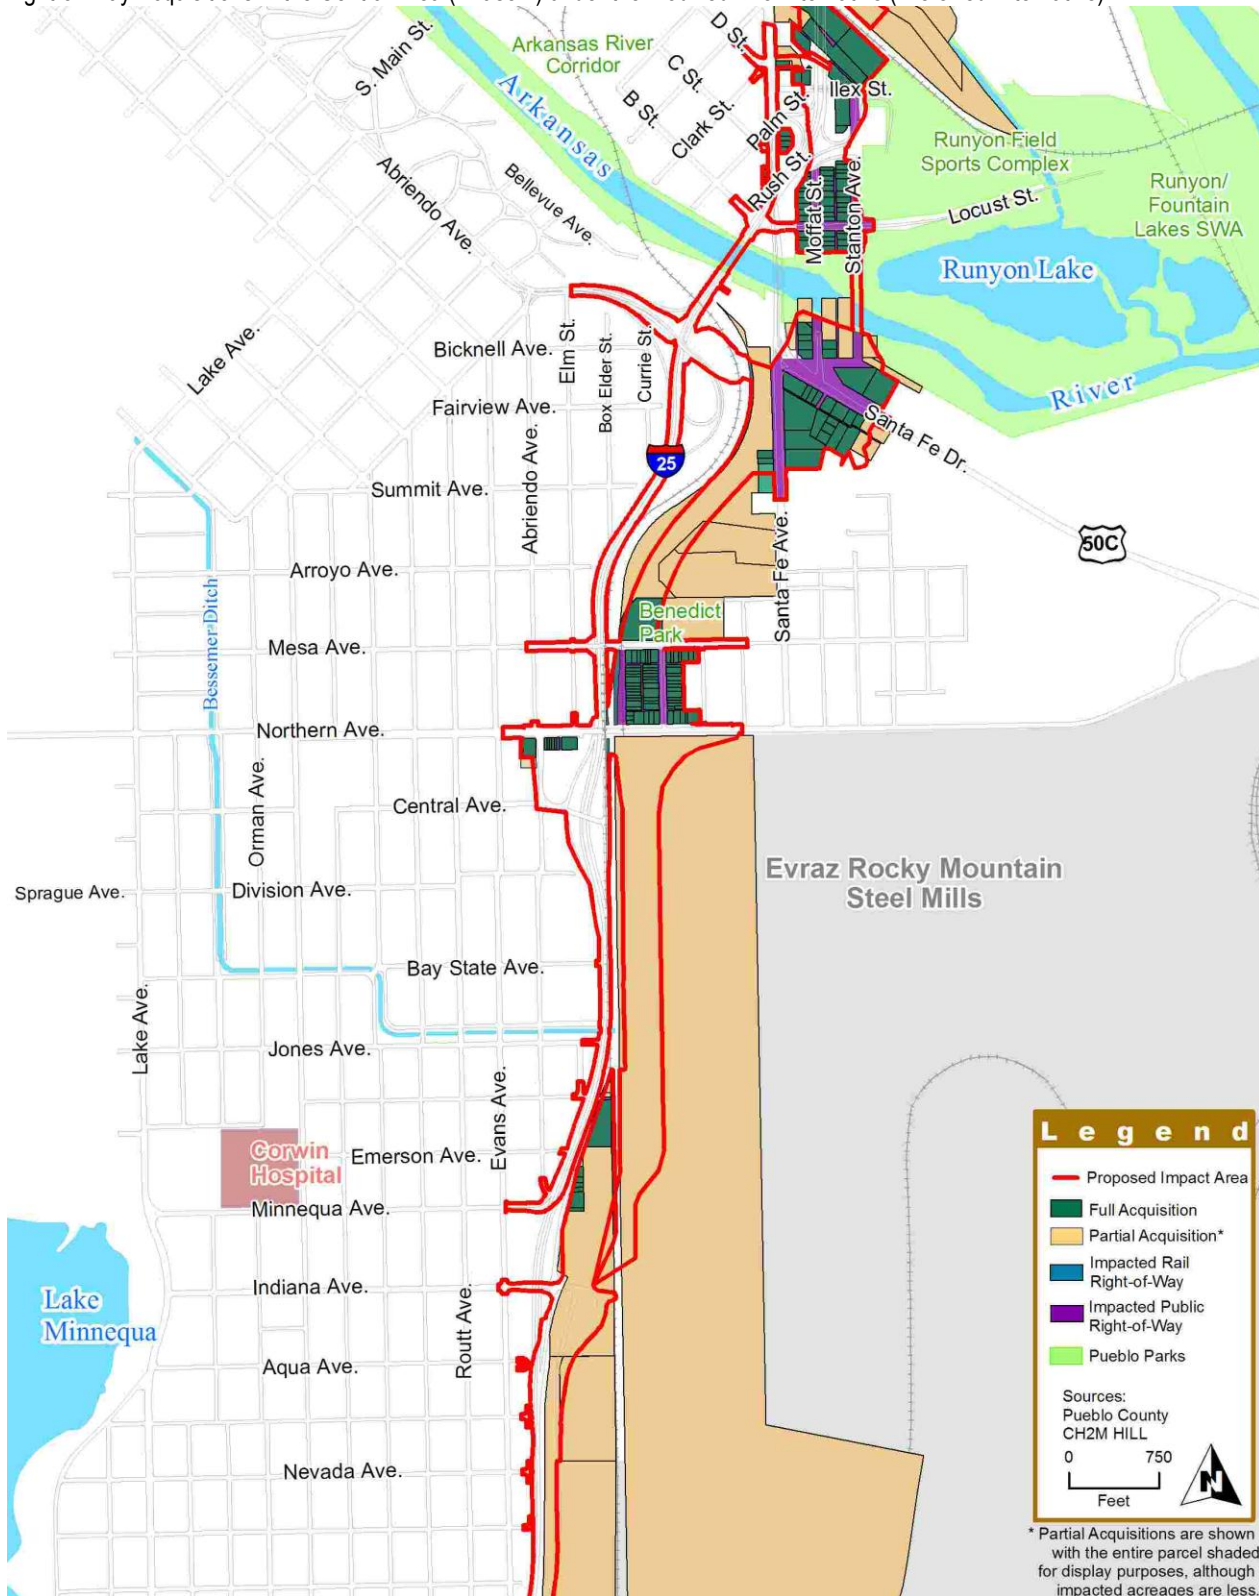 S. Main St.
Arkansas River
Corridor
D St.
C St.
B St.
Clark St.
Palm St.
Ilex St.
Arkansas
Abriendo Ave.
Bellevue Ave.
Rush St.
Moffat St.
Stanton Ave.
Runyon Field
Sports Complex
Locust St.
Runyon/
Fountain
Lakes SWA
Runyon Lake
River
Lake Ave.
Bicknell Ave.
Elm St.
Box Elder St.
Currie St.
Fairview Ave.
Abriendo Ave.
Santa Fe Dr.
25
Summit Ave.
50C
Arroyo Ave.
Santa Fe Ave.
Bessemer Ditch
Benedict
Park
Mesa Ave.
Northern Ave.
Orman Ave.
Central Ave.
Evraz Rocky Mountain
Steel Mills
Sprague Ave.
Division Ave.
Bay State Ave.
Lake Ave.
Jones Ave.
Evans Ave.
Corwin
Hospital
Emerson Ave.
Minnequa Ave.
Indiana Ave.
Lake
Minnequa
Routt Ave.
Aqua Ave.
Nevada Ave.
Legend
Proposed Impact Area
Full Acquisition
Partial Acquisition*
Impacted Rail
Right-of-Way
Impacted Public
Right-of-Way
Pueblo Parks
Sources:
Pueblo County
CH2M HILL
0 750
Feet
N
* Partial Acquisitions are shown
with the entire parcel shaded
for display purposes, although
impacted acreages are less.